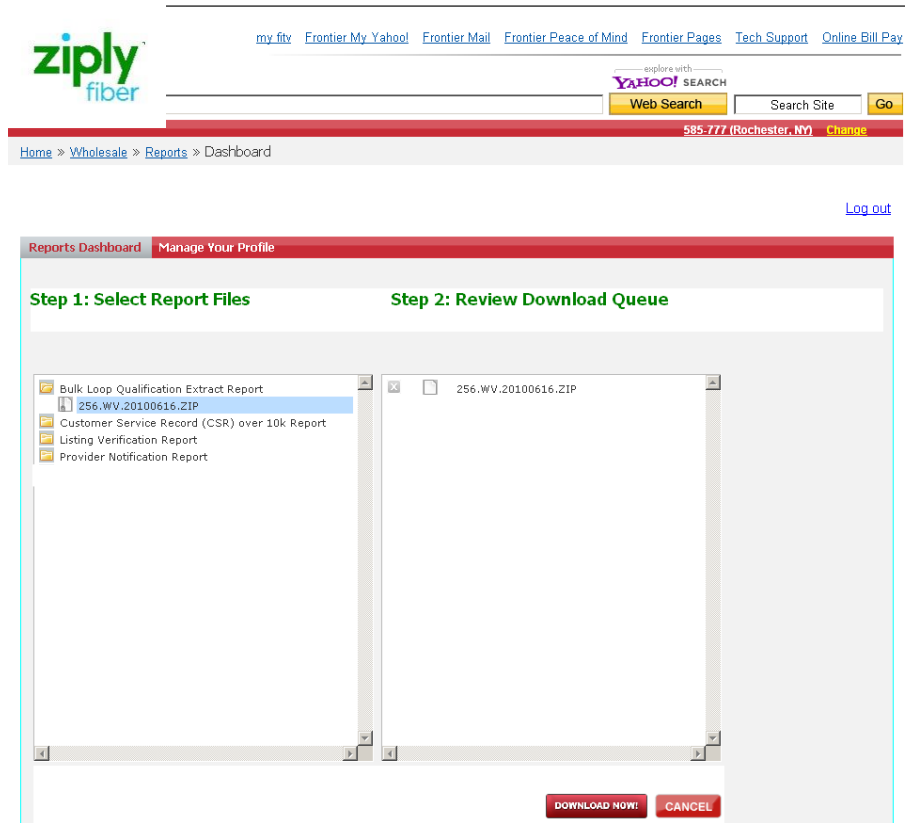 ziply
fiber
my fitv Frontier My Yahoo! Frontier Mail Frontier Peace of Mind Frontier Pages Tech Support Online Bill Pay
explore with
YAHOO! SEARCH
Web Search Search Site Go
585-777 (Rochester, NY) Change
Home » Wholesale » Reports » Dashboard
Log out
Reports Dashboard Manage Your Profile
Step 1: Select Report Files Step 2: Review Download Queue
Bulk Loop Qualification Extract Report 256.WV.20100616.ZIP
256.WV.20100616.ZIP
Customer Service Record (CSR) over 10k Report
Listing Verification Report
Provider Notification Report
DOWNLOAD NOW! CANCEL